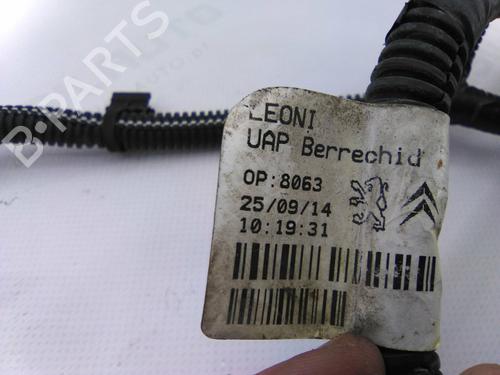 B-PARTS
LEONI
UAP Berrechid
OP:8063
25/09/14
10:19:31